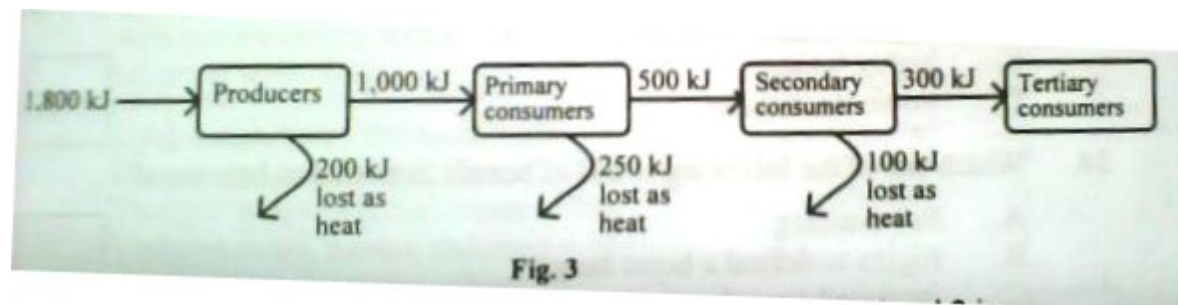 1,800 kJ
Producers
1,000 kJ
Primary
consumers
500 kJ
Secondary
consumers
300 kJ
Tertiary
consumers
200 kJ
lost as
heat
250 kJ
lost as
heat
100 kJ
lost as
heat
Fig. 3